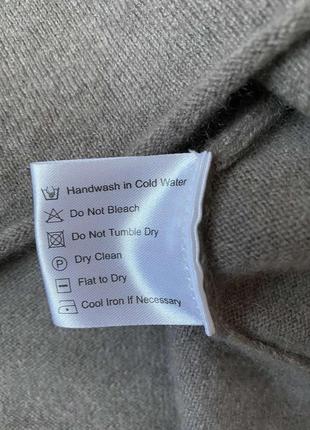 Handwash in Cold Water
Do Not Bleach
Do Not Tumble Dry
P Dry Clean
Flat to Dry
Cool Iron If Necessary